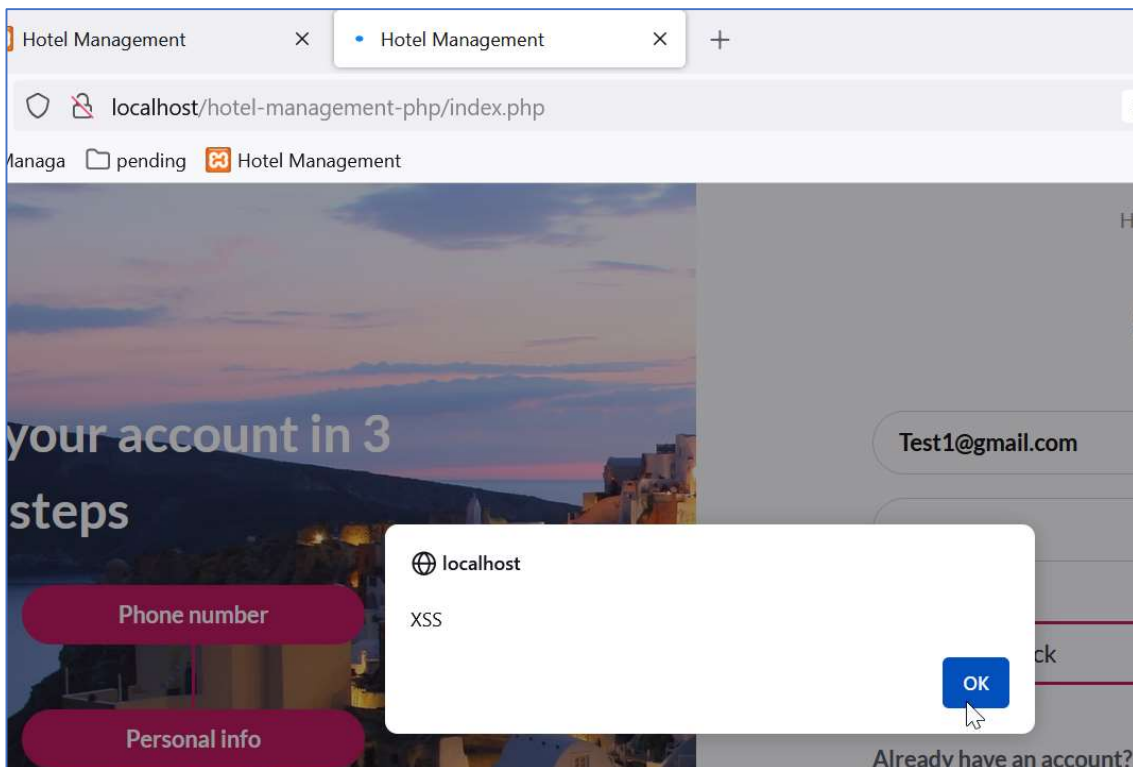 Hotel Management
Hotel Management
localhost/hotel-management-php/index.php
pending
Hotel Management
your account in 3
steps
Test1@gmail.com
localhost
XSS
Phone number
OK
Personal info
Already have an account?